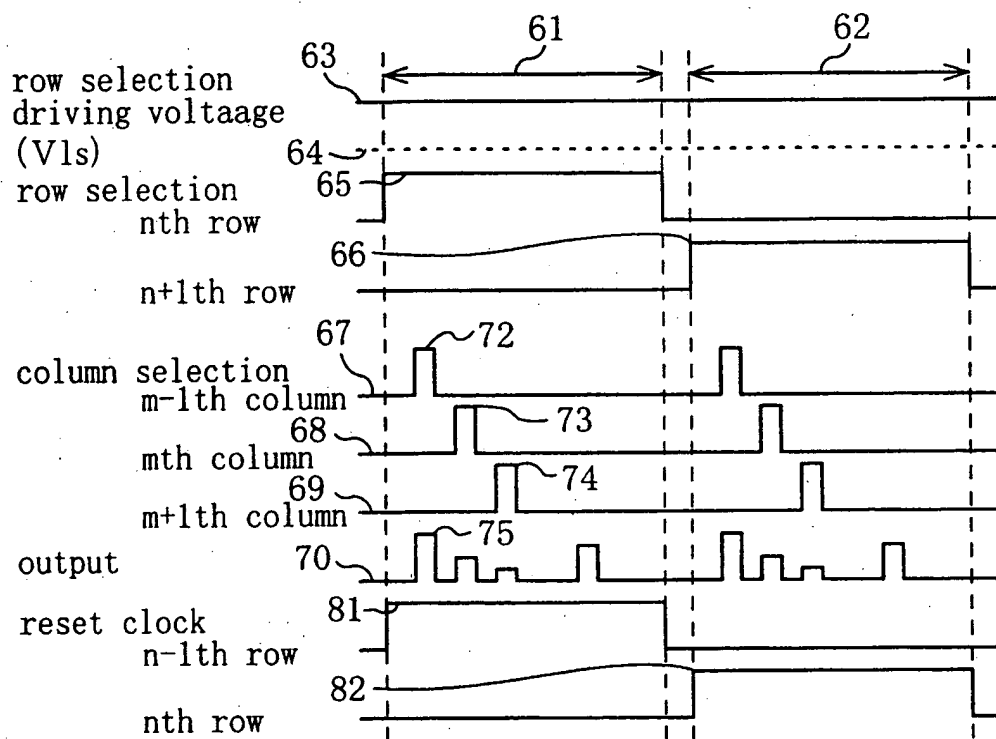 61
62
63
row selection
driving voltaage
(Vls)
64
row selection
65
nth row
66
n+1th row
67
72
column selection
m-1th column
68
73
mth column
69
74
m+1th column
75
output
70
81
reset clock
n-1th row
82
nth row